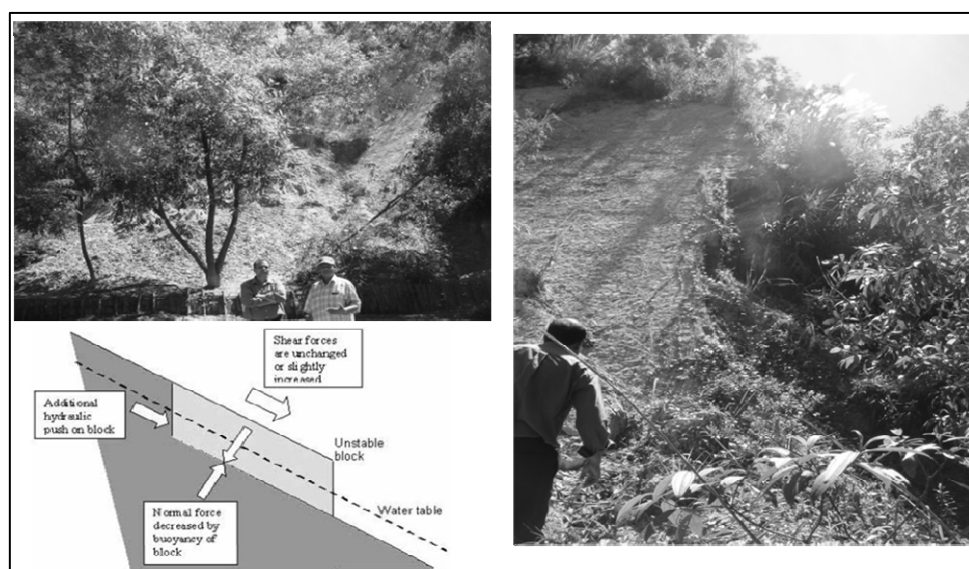 Shear forces
are unchanged
or slightly
increased
Additional
hydraulic
push on block
Unstable
block
Water table
Normal force
decreased by
buoyancy of
block